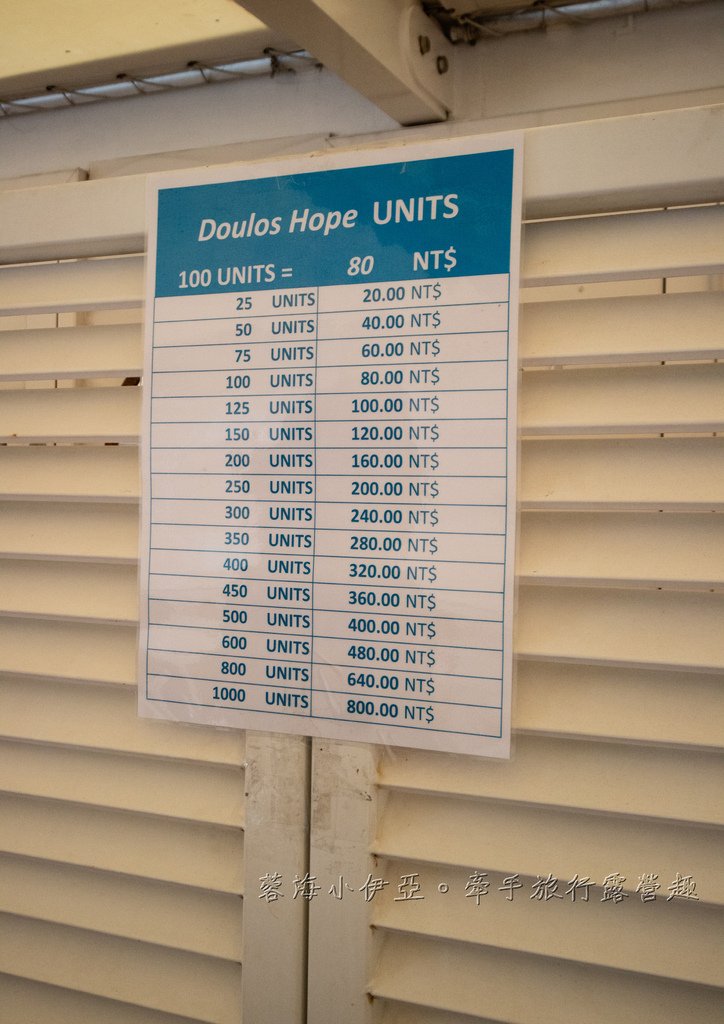 Doulos Hope UNITS
100 UNITS = 80 NT$
25 UNITS 20.00 NT$
50 UNITS 40.00 NT$
75 UNITS 60.00 NT$
100 UNITS 80.00 NT$
125 UNITS 100.00 NT$
150 UNITS 120.00 NT$
200 UNITS 160.00 NT$
250 UNITS 200.00 NT$
300 UNITS 240.00 NT$
350 UNITS 280.00 NT$
400 UNITS 320.00 NT$
450 UNITS 360.00 NT$
500 UNITS 400.00 NT$
600 UNITS 480.00 NT$
800 UNITS 640.00 NT$
1000 UNITS 800.00 NT$
蓉海小伊亞。牽手旅行露營趣